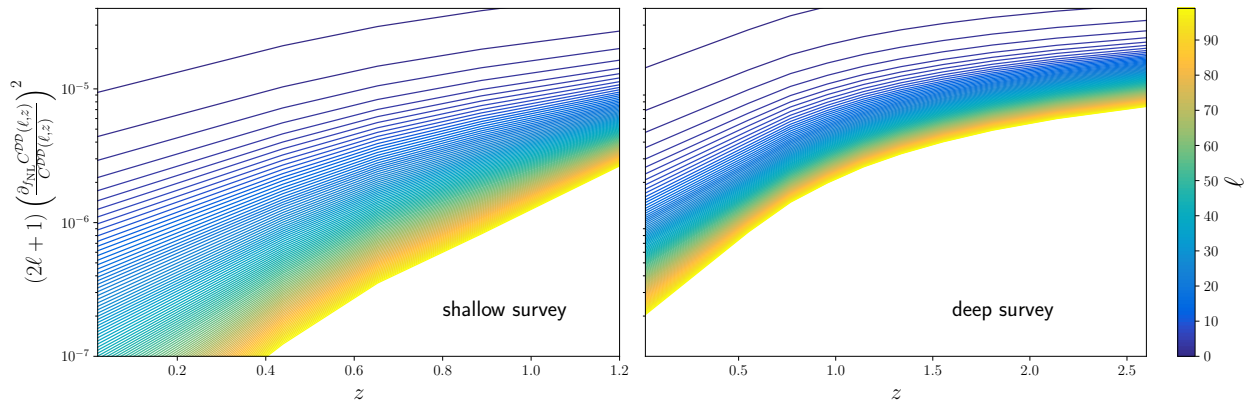 (2ℓ + 1) (∂_{f_NL} C^{DD}(ℓ,z) / C^{DD}(ℓ,z))^2
10^{-5}
10^{-6}
10^{-7}
shallow survey
0.2 0.4 0.6 0.8 1.0 1.2
z
deep survey
0.5 1.0 1.5 2.0 2.5
z
90
80
70
60
50
40
30
20
10
0
ℓ